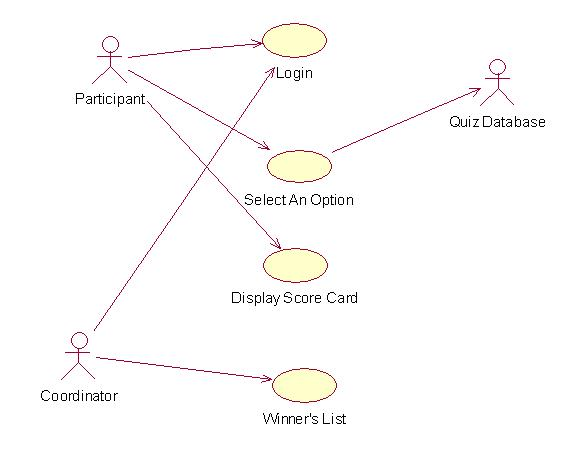 Login
Participant
Quiz Database
Select An Option
Display Score Card
Coordinator
Winner's List